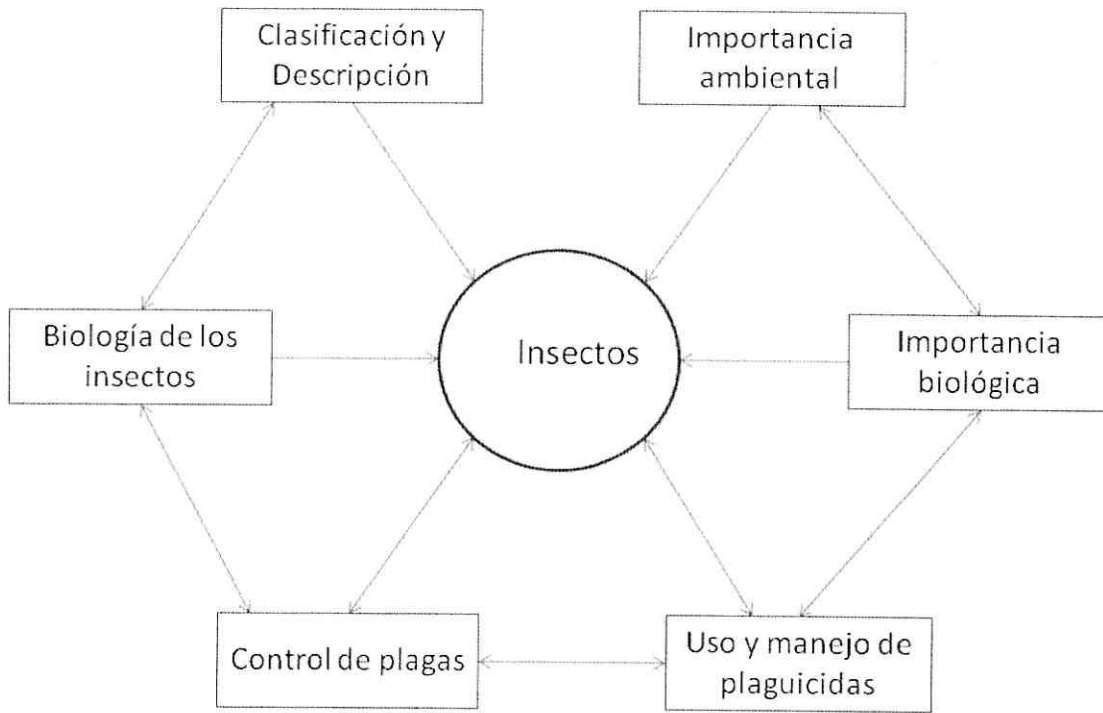 Clasificación y
Descripción
Importancia
ambiental
Biología de los
insectos
Insectos
Importancia
biológica
Control de plagas
Uso y manejo de
plaguicidas